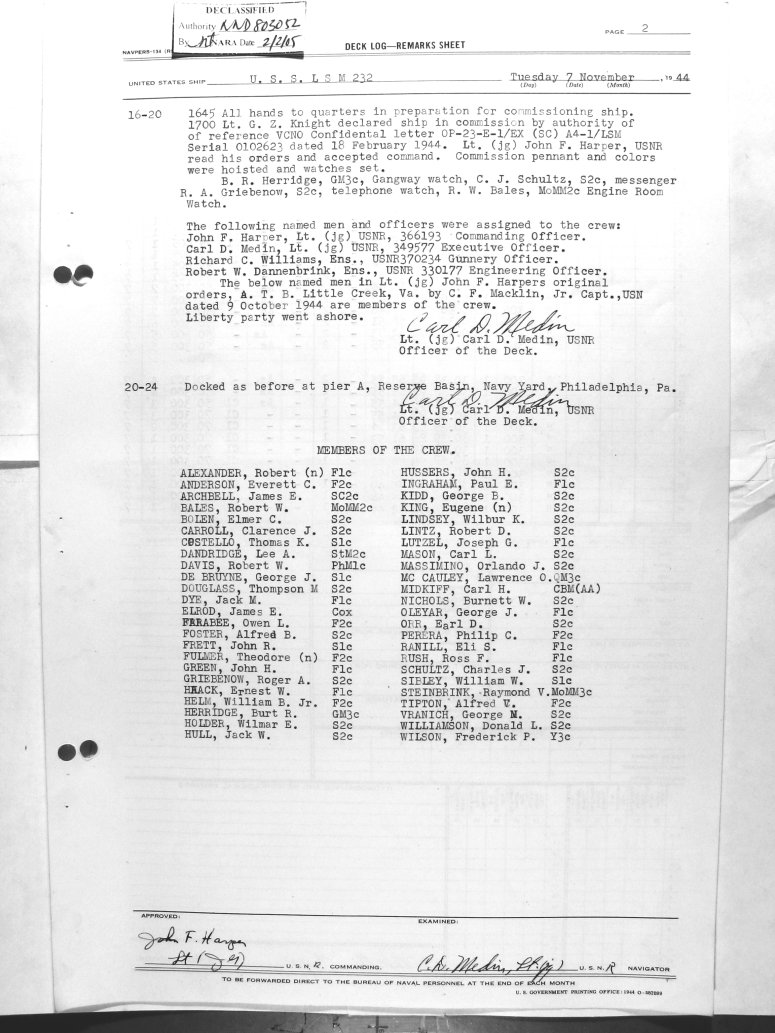 DECLASSIFIED
Authority NND803052
By NARA Date 2/2/05
NAVPERS-134
PAGE 2
DECK LOG—REMARKS SHEET
UNITED STATES SHIP U. S. S. L S M 232 Tuesday 7 November, 1944
(Day) (Date) (Month)
16-20 1645 All hands to quarters in preparation for commissioning ship.
1700 Lt. G. Z. Knight declared ship in commission by authority of
of reference VCNO Confidental letter OP-23-E-1/EX (SC) A4-1/LSM
Serial 0102623 dated 18 February 1944. Lt. (jg) John F. Harper, USNR
read his orders and accepted command. Commission pennant and colors
were hoisted and watches set.
B. R. Herridge, GM3c, Gangway watch, C. J. Schultz, S2c, messenger
R. A. Griebenow, S2c, telephone watch, R. W. Bales, MoMM2c Engine Room
Watch.
The following named men and officers were assigned to the crew:
John F. Harper, Lt. (jg) USNR, 366193 Commanding Officer.
Carl D. Medin, Lt. (jg) USNR, 349577 Executive Officer.
Richard C. Williams, Ens., USNR370234 Gunnery Officer.
Robert W. Dannenbrink, Ens., USNR 330177 Engineering Officer.
The below named men in Lt. (jg) John F. Harpers original
orders, A. T. B. Little Creek, Va. by C. F. Macklin, Jr. Capt.,USN
dated 9 October 1944 are members of the crew.
Liberty party went ashore.
Carl D. Medin
Lt. (jg) Carl D. Medin, USNR
Officer of the Deck.
20-24 Docked as before at pier A, Reserve Basin, Navy Yard, Philadelphia, Pa.
Carl D. Medin
Lt. (jg) Carl D. Medin, USNR
Officer of the Deck.
MEMBERS OF THE CREW.
ALEXANDER, Robert (n) F1c HUSSERS, John H. S2c
ANDERSON, Everett C. F2c INGRAHAM, Paul E. F1c
ARCHBELL, James E. SC2c KIDD, George B. S2c
BALES, Robert W. MoMM2c KING, Eugene (n) S2c
BOLEN, Elmer C. S2c LINDSEY, Wilbur K. S2c
CARROLL, Clarence J. S2c LINTZ, Robert D. S2c
COSTELLO, Thomas K. S1c LUTZEL, Joseph G. F1c
DANDRIDGE, Lee A. StM2c MASON, Carl L. S2c
DAVIS, Robert W. PhM1c MASSIMINO, Orlando J. S2c
DE BRUYNE, George J. S1c MC CAULEY, Lawrence O. QM3c
DOUGLASS, Thompson M S2c MIDKIFF, Carl H. CBM(AA)
DYE, Jack M. F1c NICHOLS, Burnett W. S2c
ELROD, James E. Cox OLEYAR, George J. F1c
FARABEE, Owen L. F2c ORR, Earl D. S2c
FOSTER, Alfred B. S2c PERERA, Philip C. F2c
FRETT, John R. S1c RANILL, Eli S. F1c
FULMER, Theodore (n) F2c RUSH, Ross F. F1c
GREEN, John H. F1c SCHULTZ, Charles J. S2c
GRIEBENOW, Roger A. S2c SIBLEY, William W. S1c
HAACK, Ernest W. F1c STEINBRINK, Raymond V. MoMM3c
HELM, William B. Jr. F2c TIPTON, Alfred V. F2c
HERRIDGE, Burt R. GM3c VRANICH, George M. S2c
HOLDER, Wilmar E. S2c WILLIAMSON, Donald L. S2c
HULL, Jack W. S2c WILSON, Frederick P. Y3c
APPROVED: EXAMINED:
John F. Harper
Lt (Jg) U. S. N. R. COMMANDING. C. D. Medin, Lt. (jg) U. S. N. R NAVIGATOR
TO BE FORWARDED DIRECT TO THE BUREAU OF NAVAL PERSONNEL AT THE END OF EACH MONTH
U. S. GOVERNMENT PRINTING OFFICE: 1944 O-582889